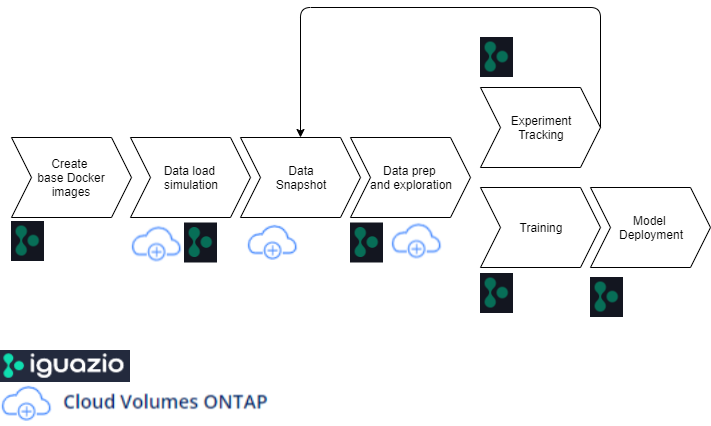 Experiment
Tracking
Create
base Docker
images
Data load
simulation
Data
Snapshot
Data prep
and exploration
Training
Model
Deployment
iguazio
Cloud Volumes ONTAP